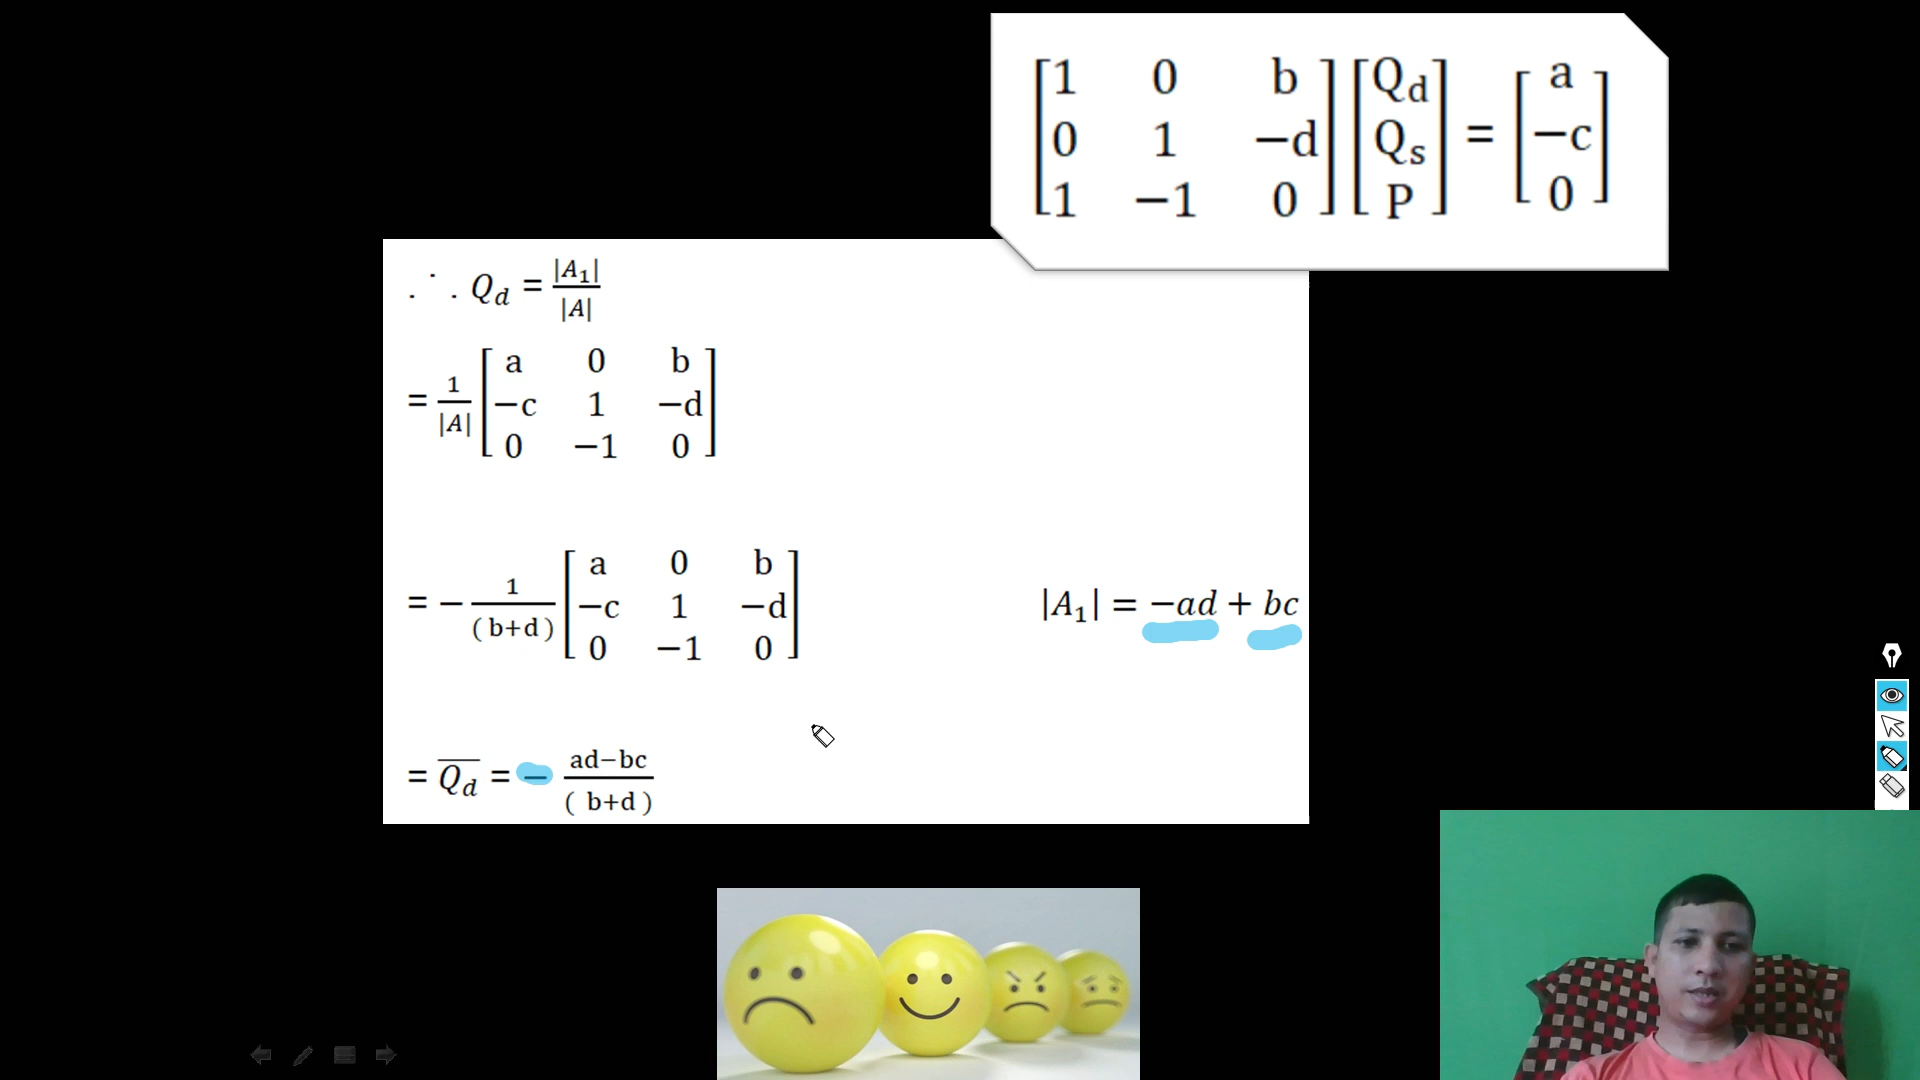 [1 0 b; 0 1 −d; 1 −1 0] [Q_d; Q_s; P] = [a; −c; 0]
∴ Q_d = |A_1| / |A|
= 1/|A| [a 0 b; −c 1 −d; 0 −1 0]
= − 1/( b+d ) [a 0 b; −c 1 −d; 0 −1 0]
|A_1| = −ad + bc
= Q̅_d = − ad−bc / ( b+d )